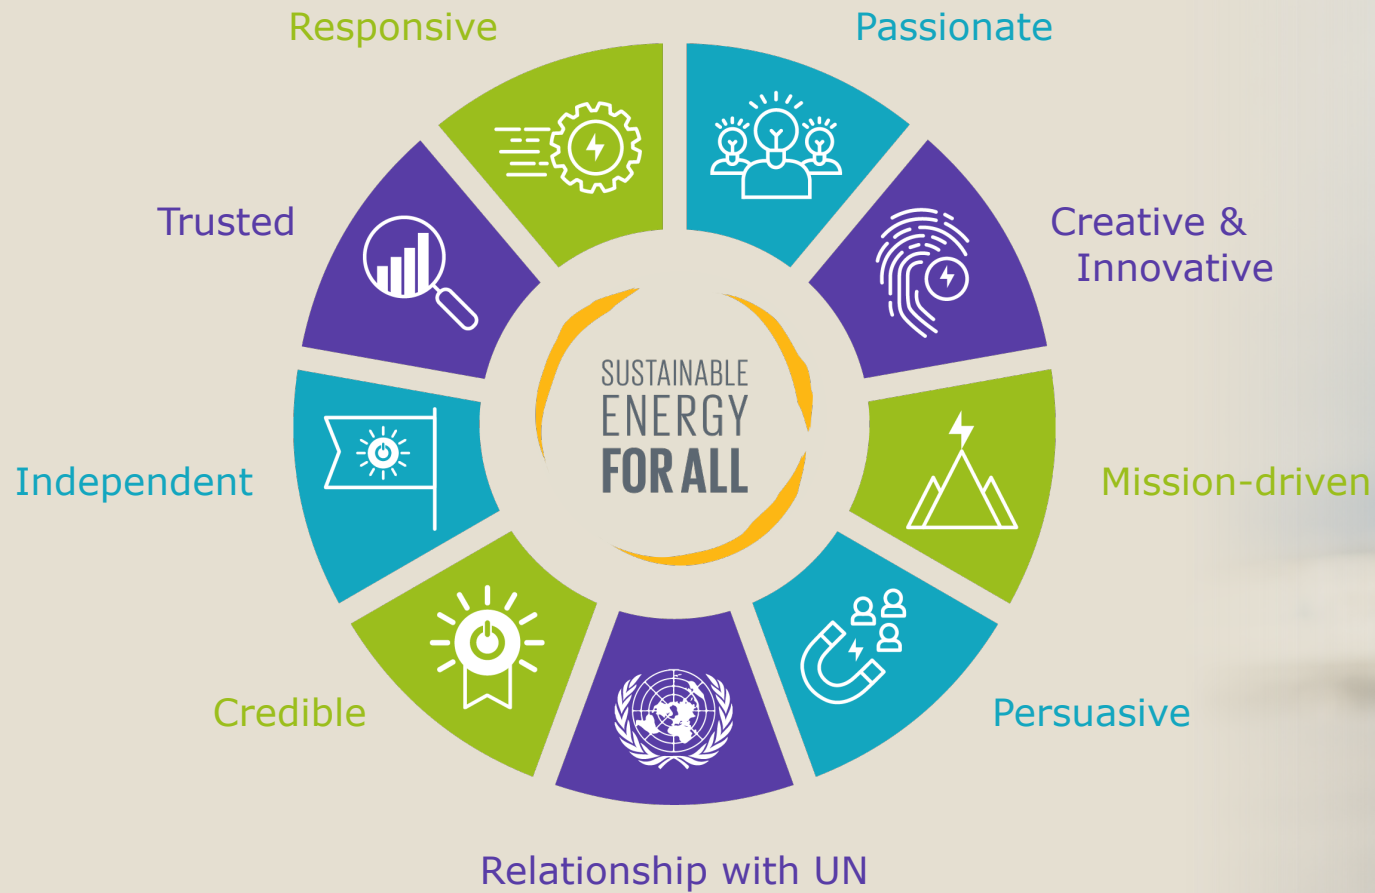 Responsive
Passionate
Trusted
Creative &
Innovative
SUSTAINABLE
ENERGY
FOR ALL
Independent
Mission-driven
Credible
Persuasive
Relationship with UN